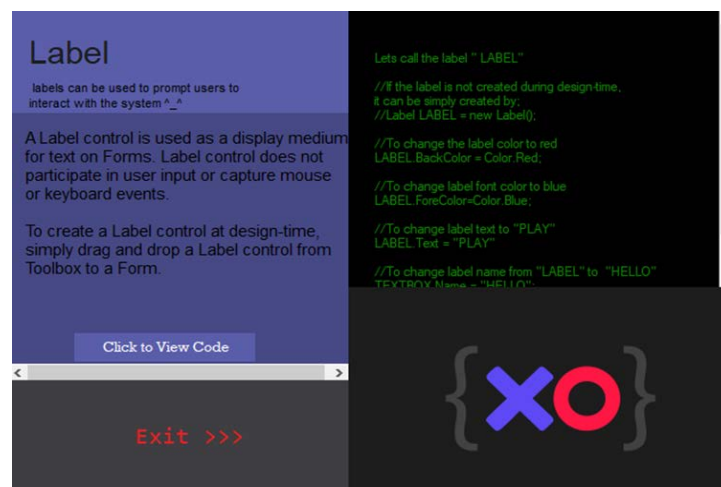 Label
labels can be used to prompt users to
interact with the system ^_^
A Label control is used as a display medium
for text on Forms. Label control does not
participate in user input or capture mouse
or keyboard events.
To create a Label control at design-time,
simply drag and drop a Label control from
Toolbox to a Form.
Click to View Code
Exit >>>
Lets call the label " LABEL"
//If the label is not created during design-time,
it can be simply created by;
//Label LABEL = new Label();
//To change the label color to red
LABEL.BackColor = Color.Red;
//To change label font color to blue
LABEL.ForeColor=Color.Blue;
//To change label text to "PLAY"
LABEL.Text = "PLAY"
//To change label name from "LABEL" to "HELLO"
TEXTBOX.Name = "HELLO";
{XO}